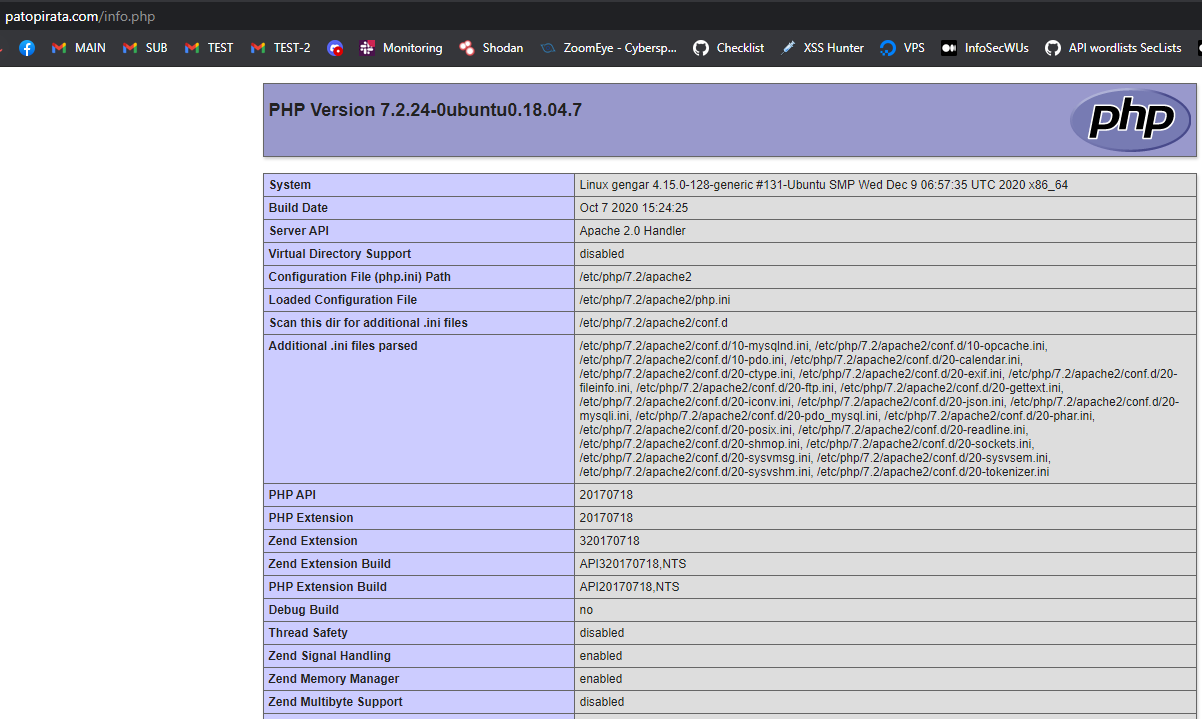 patopirata.com/info.php
MAIN SUB TEST TEST-2 Monitoring Shodan ZoomEye - Cybersp... Checklist XSS Hunter VPS InfoSecWUs API wordlists SecLists
PHP Version 7.2.24-0ubuntu0.18.04.7
php
System Linux gengar 4.15.0-128-generic #131-Ubuntu SMP Wed Dec 9 06:57:35 UTC 2020 x86_64
Build Date Oct 7 2020 15:24:25
Server API Apache 2.0 Handler
Virtual Directory Support disabled
Configuration File (php.ini) Path /etc/php/7.2/apache2
Loaded Configuration File /etc/php/7.2/apache2/php.ini
Scan this dir for additional .ini files /etc/php/7.2/apache2/conf.d
Additional .ini files parsed /etc/php/7.2/apache2/conf.d/10-mysqlnd.ini, /etc/php/7.2/apache2/conf.d/10-opcache.ini,
/etc/php/7.2/apache2/conf.d/10-pdo.ini, /etc/php/7.2/apache2/conf.d/20-calendar.ini,
/etc/php/7.2/apache2/conf.d/20-ctype.ini, /etc/php/7.2/apache2/conf.d/20-exif.ini, /etc/php/7.2/apache2/conf.d/20-
fileinfo.ini, /etc/php/7.2/apache2/conf.d/20-ftp.ini, /etc/php/7.2/apache2/conf.d/20-gettext.ini,
/etc/php/7.2/apache2/conf.d/20-iconv.ini, /etc/php/7.2/apache2/conf.d/20-json.ini, /etc/php/7.2/apache2/conf.d/20-
mysqli.ini, /etc/php/7.2/apache2/conf.d/20-pdo_mysql.ini, /etc/php/7.2/apache2/conf.d/20-phar.ini,
/etc/php/7.2/apache2/conf.d/20-posix.ini, /etc/php/7.2/apache2/conf.d/20-readline.ini,
/etc/php/7.2/apache2/conf.d/20-shmop.ini, /etc/php/7.2/apache2/conf.d/20-sockets.ini,
/etc/php/7.2/apache2/conf.d/20-sysvmsg.ini, /etc/php/7.2/apache2/conf.d/20-sysvsem.ini,
/etc/php/7.2/apache2/conf.d/20-sysvshm.ini, /etc/php/7.2/apache2/conf.d/20-tokenizer.ini
PHP API 20170718
PHP Extension 20170718
Zend Extension 320170718
Zend Extension Build API320170718,NTS
PHP Extension Build API20170718,NTS
Debug Build no
Thread Safety disabled
Zend Signal Handling enabled
Zend Memory Manager enabled
Zend Multibyte Support disabled